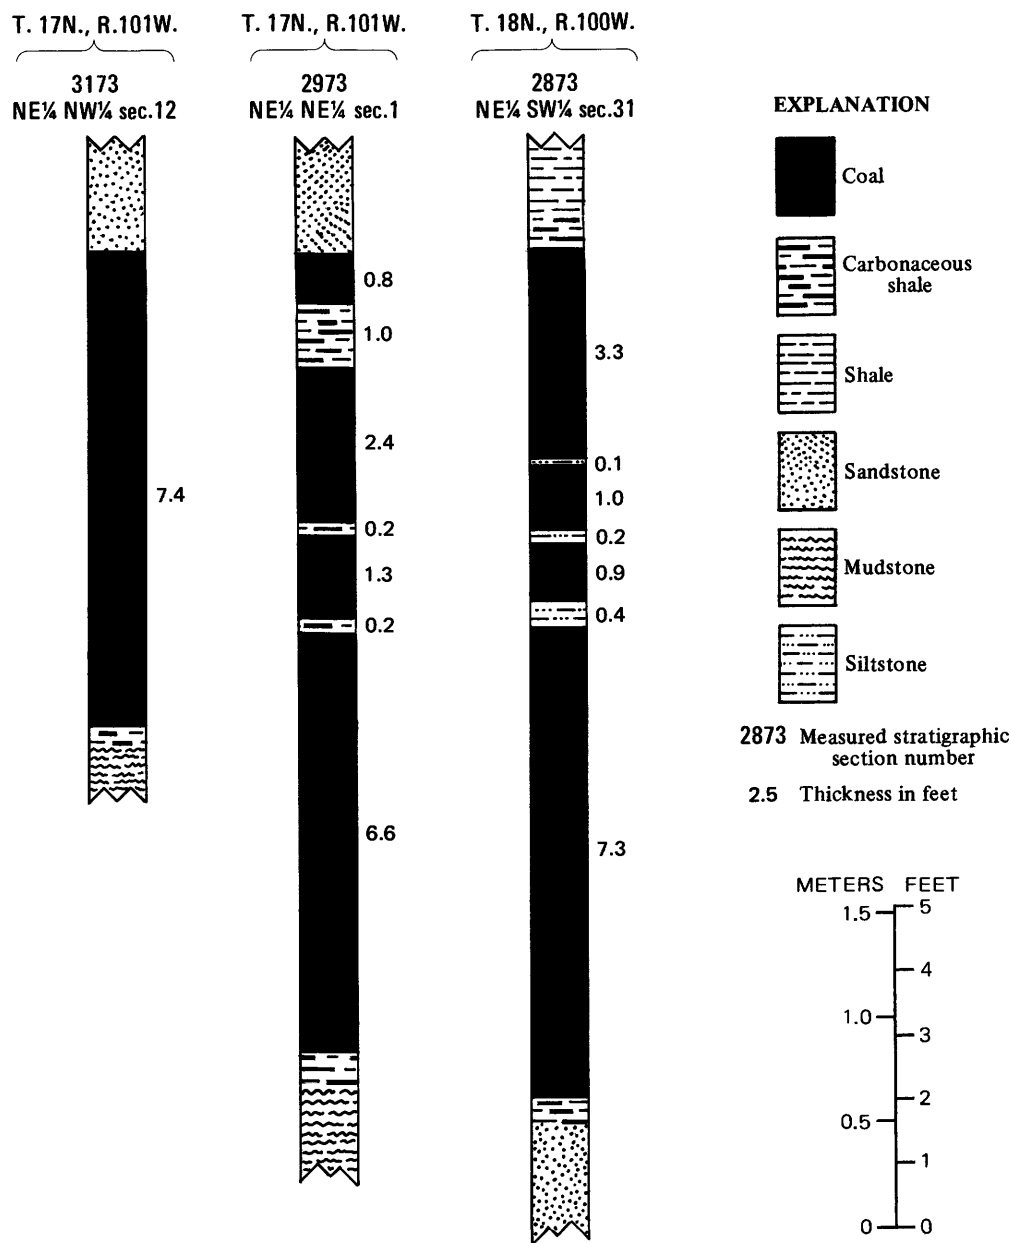 T. 17N., R.101W.
3173
NE¼ NW¼ sec.12
7.4
T. 17N., R.101W.
2973
NE¼ NE¼ sec.1
0.8
1.0
2.4
0.2
1.3
0.2
6.6
T. 18N., R.100W.
2873
NE¼ SW¼ sec.31
3.3
0.1
1.0
0.2
0.9
0.4
7.3
EXPLANATION
Coal
Carbonaceous
shale
Shale
Sandstone
Mudstone
Siltstone
2873 Measured stratigraphic
section number
2.5 Thickness in feet
METERS FEET
1.5 5
4
1.0
3
2
0.5
1
0 0